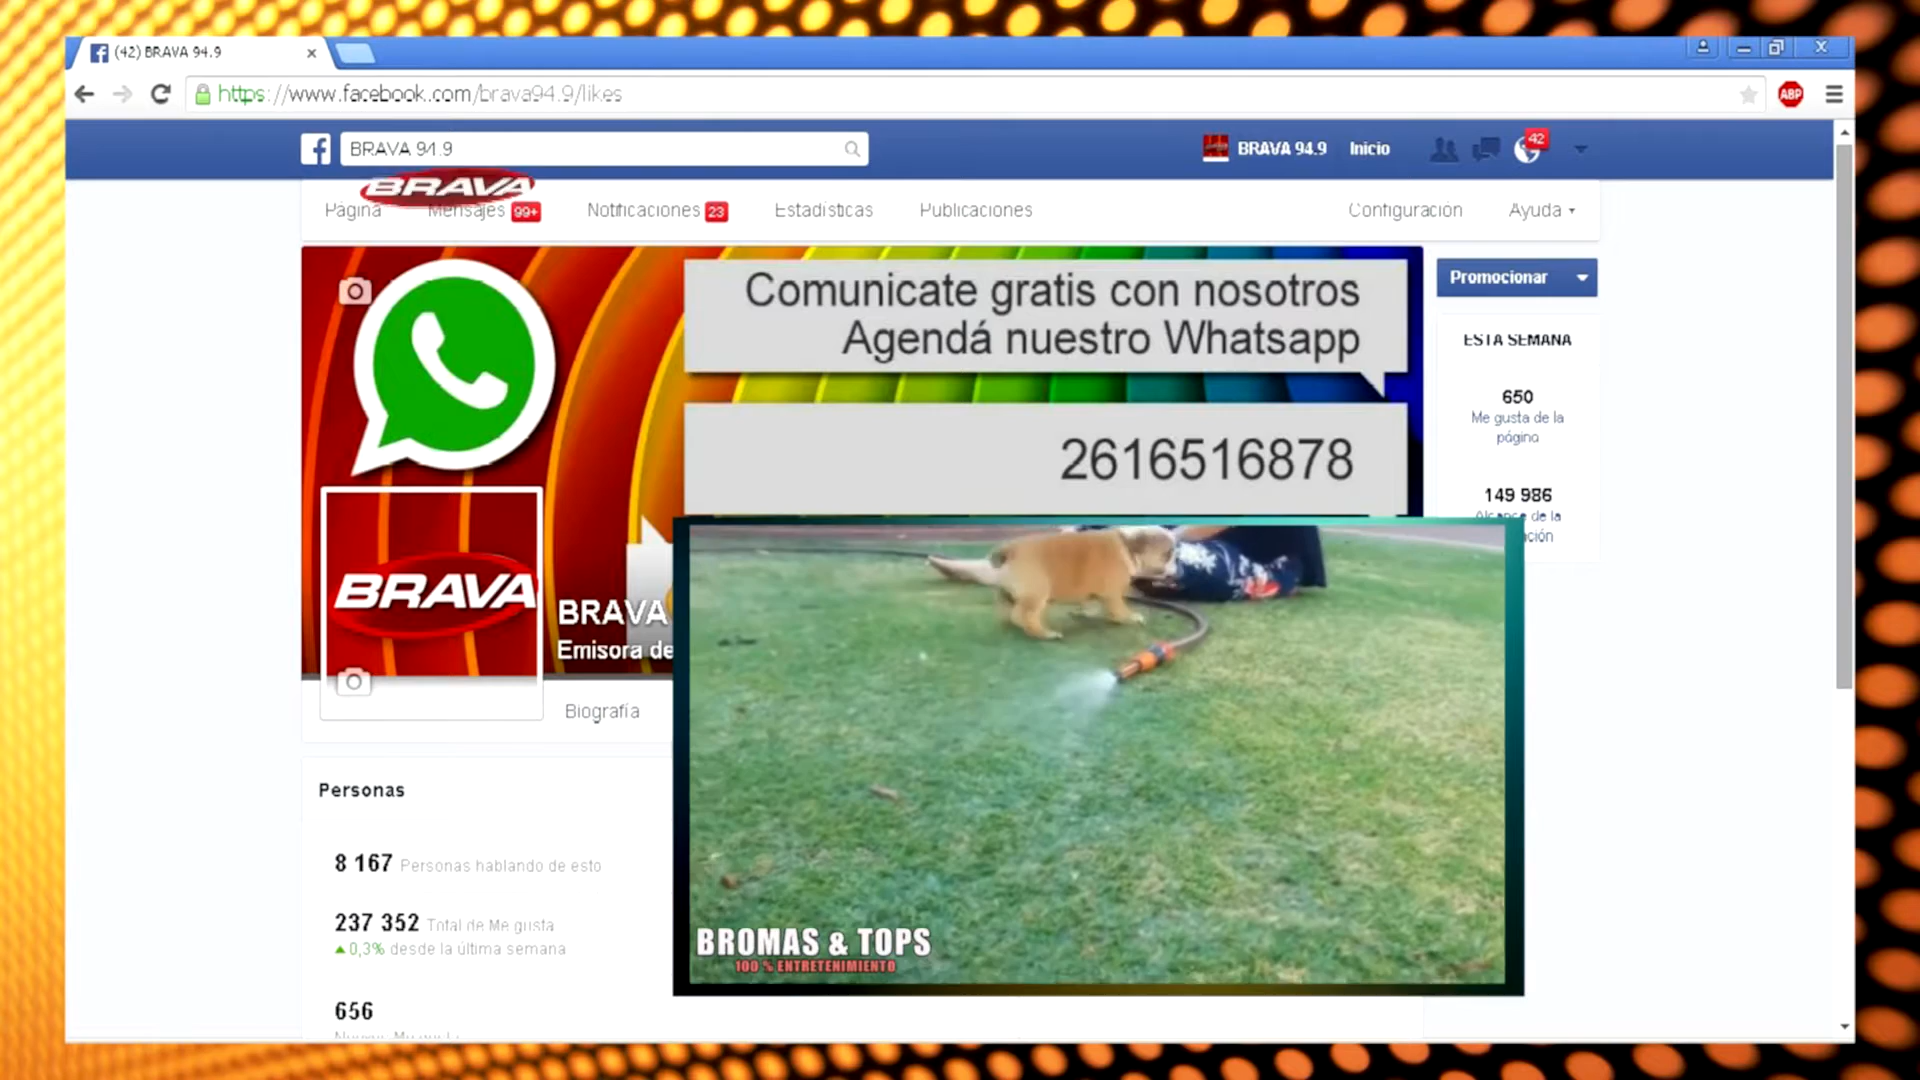 (42) BRAVA 94.9
https://www.facebook.com/brava94.9/likes
ABP
BRAVA 94.9
BRAVA 94.9
Inicio
42
BRAVA
Página
Mensajes 99+
Notificaciones 23
Estadísticas
Publicaciones
Configuración
Ayuda
Comunicate gratis con nosotros
Agendá nuestro Whatsapp
2616516878
Promocionar
ESTA SEMANA
650
Me gusta de la
página
149 986
Alcance de la
BRAVA
BRAVA
Emisora de
Biografía
Personas
8 167 Personas hablando de esto
237 352 Total de Me gusta
0,3% desde la última semana
656
BROMAS & TOPS
100 % ENTRETENIMIENTO